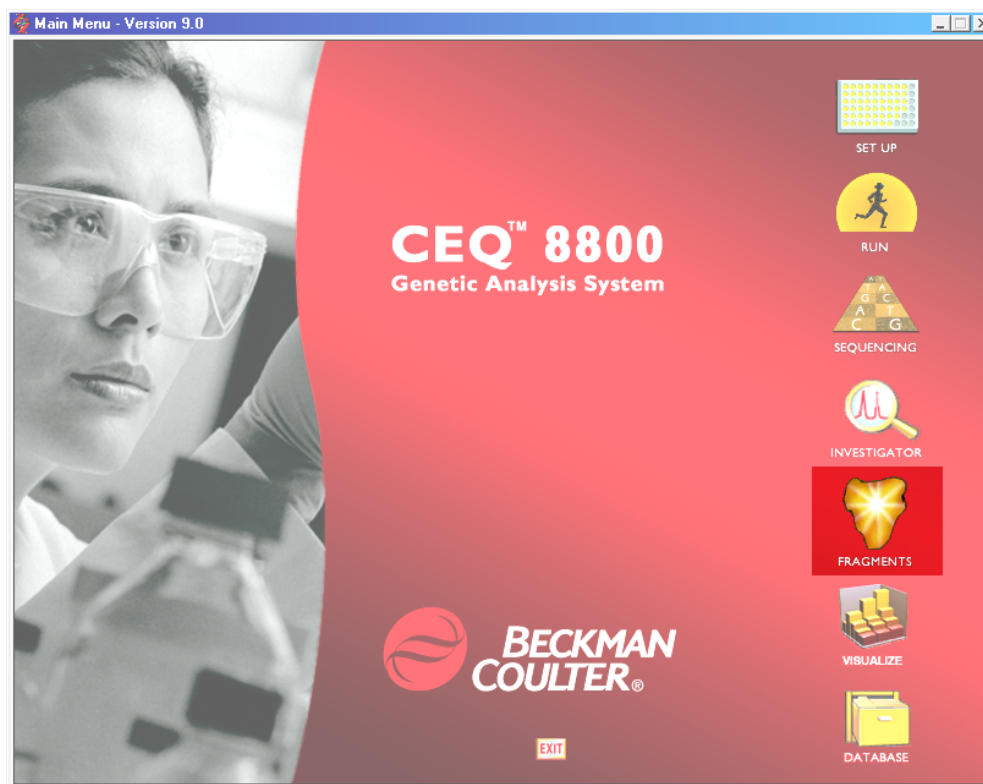 Main Menu - Version 9.0
CEQ™ 8800
Genetic Analysis System
BECKMAN
COULTER®
EXIT
SET UP
RUN
A T
T G A
G C
A T
C G
SEQUENCING
INVESTIGATOR
FRAGMENTS
VISUALIZE
DATABASE